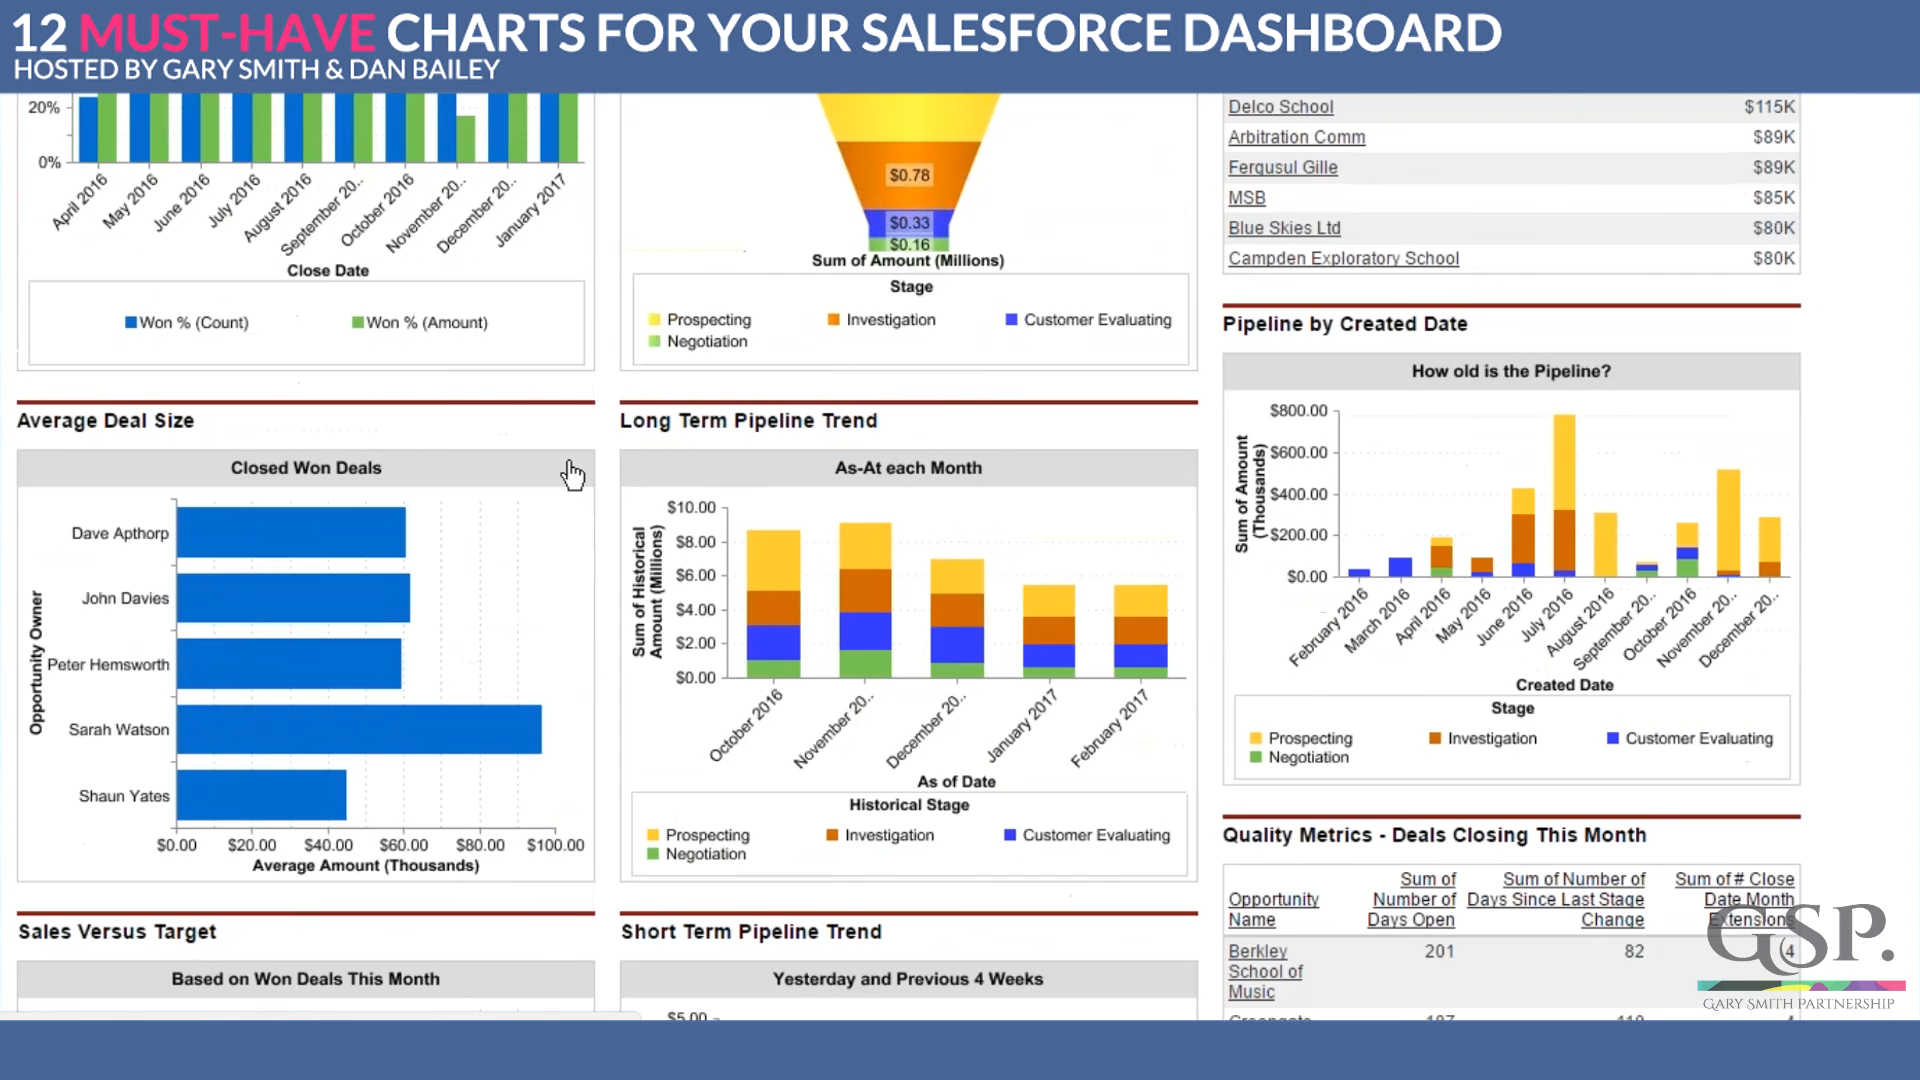 12 MUST-HAVE CHARTS FOR YOUR SALESFORCE DASHBOARD
HOSTED BY GARY SMITH & DAN BAILEY
20%
0%
April 2016
May 2016
June 2016
July 2016
August 2016
September 20..
October 2016
November 20..
December 20..
January 2017
Close Date
Won % (Count)
Won % (Amount)
$0.78
$0.33
$0.16
Sum of Amount (Millions)
Stage
Prospecting
Investigation
Customer Evaluating
Negotiation
Delco School $115K
Arbitration Comm $89K
Fergusul Gille $89K
MSB $85K
Blue Skies Ltd $80K
Campden Exploratory School $80K
Average Deal Size
Closed Won Deals
Opportunity Owner
Dave Apthorp
John Davies
Peter Hemsworth
Sarah Watson
Shaun Yates
$0.00 $20.00 $40.00 $60.00 $80.00 $100.00
Average Amount (Thousands)
Long Term Pipeline Trend
As-At each Month
Sum of Historical
Amount (Millions)
$10.00
$8.00
$6.00
$4.00
$2.00
$0.00
October 2016
November 20..
December 20..
January 2017
February 2017
As of Date
Historical Stage
Prospecting
Investigation
Customer Evaluating
Negotiation
Pipeline by Created Date
How old is the Pipeline?
Sum of Amount
(Thousands)
$800.00
$600.00
$400.00
$200.00
$0.00
February 2016
March 2016
April 2016
May 2016
June 2016
July 2016
August 2016
September 20..
October 2016
November 20..
December 20..
Created Date
Stage
Prospecting
Investigation
Customer Evaluating
Negotiation
Sales Versus Target
Based on Won Deals This Month
Short Term Pipeline Trend
Yesterday and Previous 4 Weeks
$5.00
Quality Metrics - Deals Closing This Month
Opportunity
Name
Sum of
Number of
Days Open
Sum of Number of
Days Since Last Stage
Change
Sum of # Close
Date Month
Extensions
Berkley
School of
Music
201
82
4
GSP.
GARY SMITH PARTNERSHIP